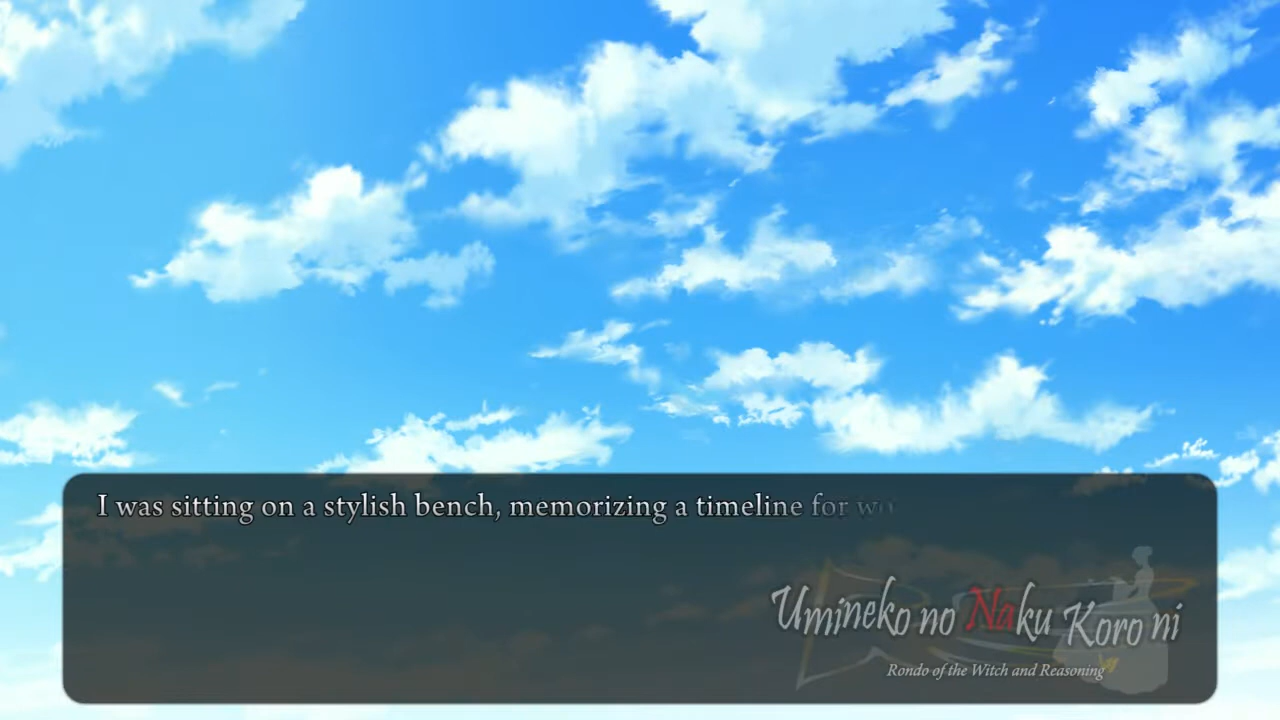 I was sitting on a stylish bench, memorizing a timeline for
Umineko no Naku Koro ni
Rondo of the Witch and Reasoning